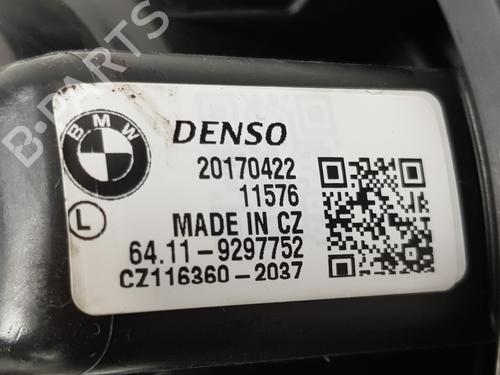 B-PARTS
BMW
DENSO
20170422
11576
L
MADE IN CZ
64.11-9297752
CZ116360-2037